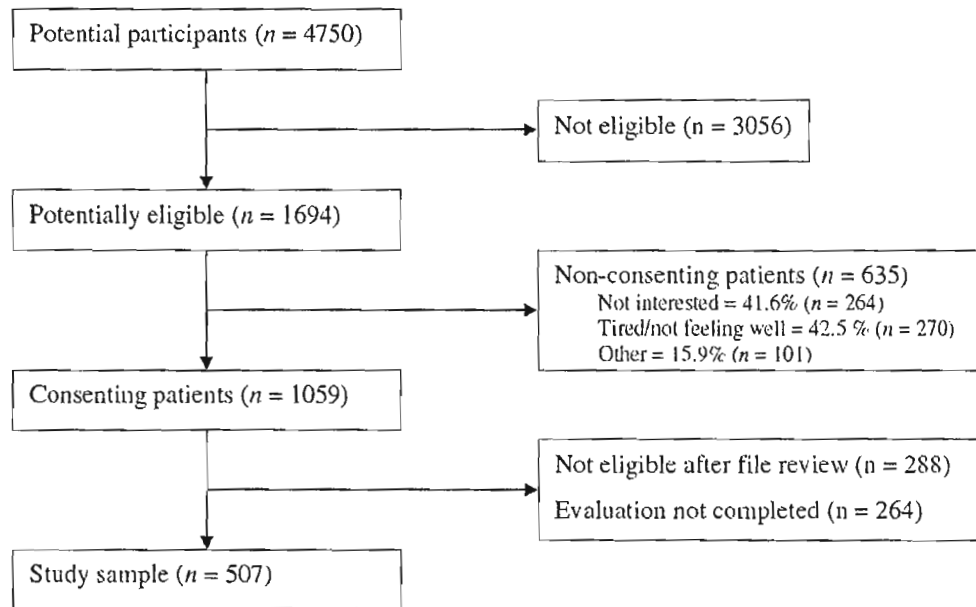 Potential participants (n = 4750)
Not eligible (n = 3056)
Potentially eligible (n = 1694)
Non-consenting patients (n = 635)
Not interested = 41.6% (n = 264)
Tired/not feeling well = 42.5 % (n = 270)
Other = 15.9% (n = 101)
Consenting patients (n = 1059)
Not eligible after file review (n = 288)
Evaluation not completed (n = 264)
Study sample (n = 507)